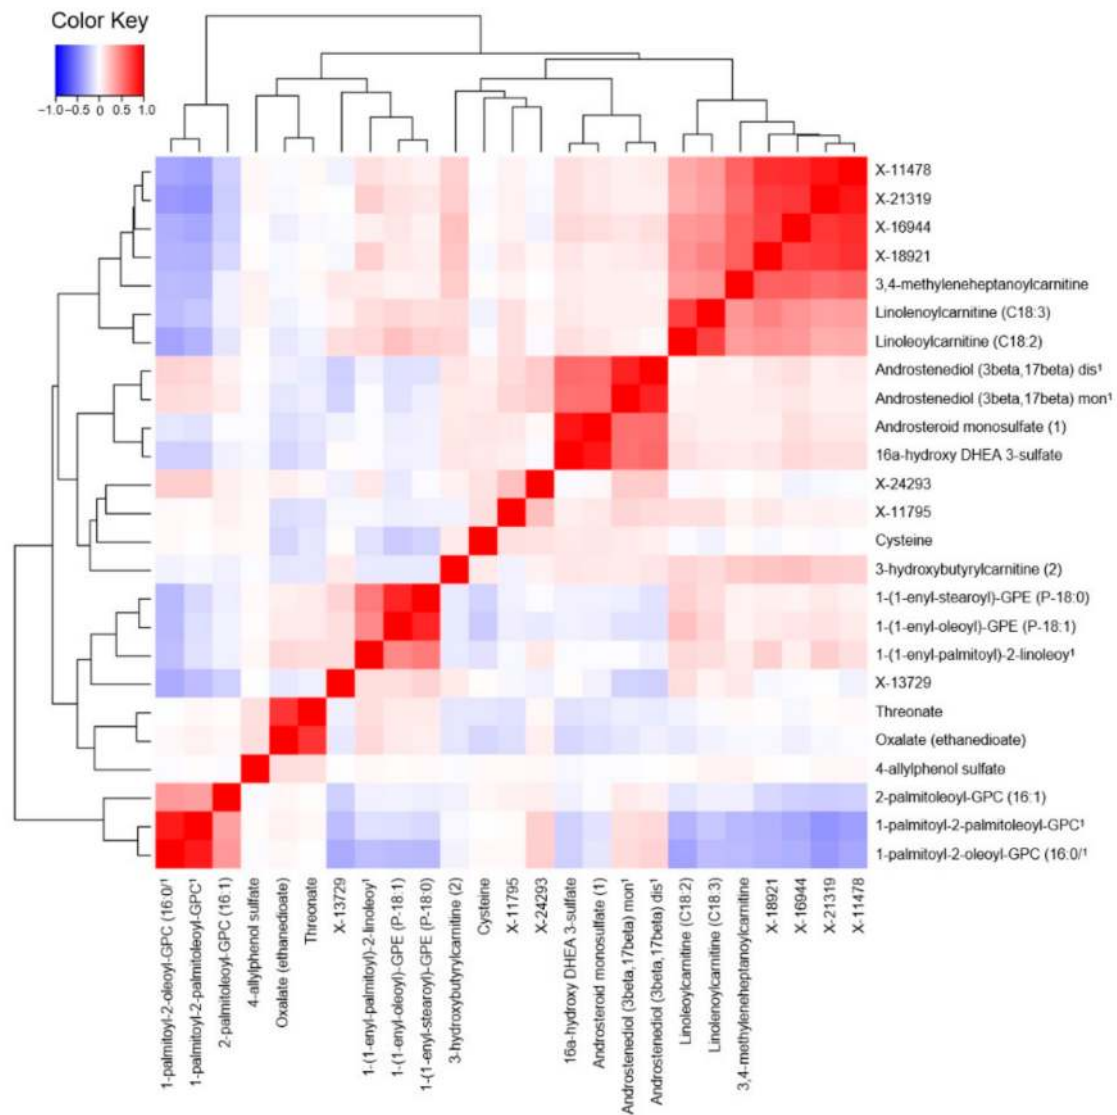 Color Key
−1.0 −0.5 0 0.5 1.0
X-11478
X-21319
X-16944
X-18921
3,4-methyleneheptanoylcarnitine
Linolenoylcarnitine (C18:3)
Linoleoylcarnitine (C18:2)
Androstenediol (3beta,17beta) dis¹
Androstenediol (3beta,17beta) mon¹
Androsteroid monosulfate (1)
16a-hydroxy DHEA 3-sulfate
X-24293
X-11795
Cysteine
3-hydroxybutyrylcarnitine (2)
1-(1-enyl-stearoyl)-GPE (P-18:0)
1-(1-enyl-oleoyl)-GPE (P-18:1)
1-(1-enyl-palmitoyl)-2-linoleoy¹
X-13729
Threonate
Oxalate (ethanedioate)
4-allylphenol sulfate
2-palmitoleoyl-GPC (16:1)
1-palmitoyl-2-palmitoleoyl-GPC¹
1-palmitoyl-2-oleoyl-GPC (16:0/¹
1-palmitoyl-2-oleoyl-GPC (16:0/¹
1-palmitoyl-2-palmitoleoyl-GPC¹
2-palmitoleoyl-GPC (16:1)
4-allylphenol sulfate
Oxalate (ethanedioate)
Threonate
X-13729
1-(1-enyl-palmitoyl)-2-linoleoy¹
1-(1-enyl-oleoyl)-GPE (P-18:1)
1-(1-enyl-stearoyl)-GPE (P-18:0)
3-hydroxybutyrylcarnitine (2)
Cysteine
X-11795
X-24293
16a-hydroxy DHEA 3-sulfate
Androsteroid monosulfate (1)
Androstenediol (3beta,17beta) mon¹
Androstenediol (3beta,17beta) dis¹
Linoleoylcarnitine (C18:2)
Linolenoylcarnitine (C18:3)
3,4-methyleneheptanoylcarnitine
X-18921
X-16944
X-21319
X-11478